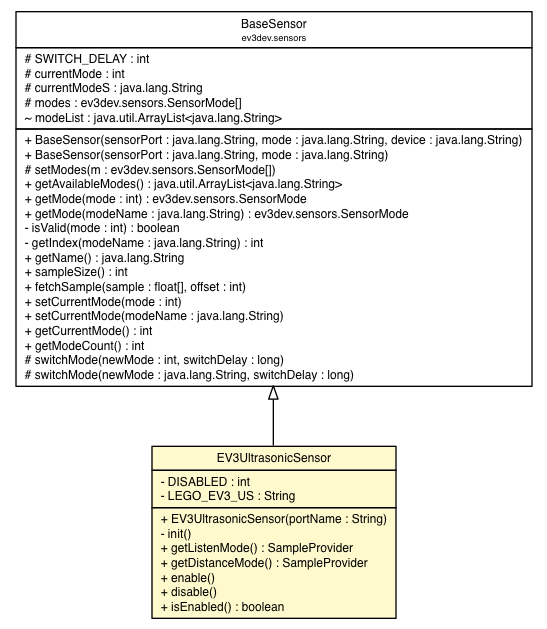 BaseSensor
ev3dev.sensors
# SWITCH_DELAY : int
# currentMode : int
# currentModeS : java.lang.String
# modes : ev3dev.sensors.SensorMode[]
~ modeList : java.util.ArrayList<java.lang.String>
+ BaseSensor(sensorPort : java.lang.String, mode : java.lang.String, device : java.lang.String)
+ BaseSensor(sensorPort : java.lang.String, mode : java.lang.String)
# setModes(m : ev3dev.sensors.SensorMode[])
+ getAvailableModes() : java.util.ArrayList<java.lang.String>
+ getMode(mode : int) : ev3dev.sensors.SensorMode
+ getMode(modeName : java.lang.String) : ev3dev.sensors.SensorMode
- isValid(mode : int) : boolean
- getIndex(modeName : java.lang.String) : int
+ getName() : java.lang.String
+ sampleSize() : int
+ fetchSample(sample : float[], offset : int)
+ setCurrentMode(mode : int)
+ setCurrentMode(modeName : java.lang.String)
+ getCurrentMode() : int
+ getModeCount() : int
# switchMode(newMode : int, switchDelay : long)
# switchMode(newMode : java.lang.String, switchDelay : long)
EV3UltrasonicSensor
- DISABLED : int
- LEGO_EV3_US : String
+ EV3UltrasonicSensor(portName : String)
- init()
+ getListenMode() : SampleProvider
+ getDistanceMode() : SampleProvider
+ enable()
+ disable()
+ isEnabled() : boolean